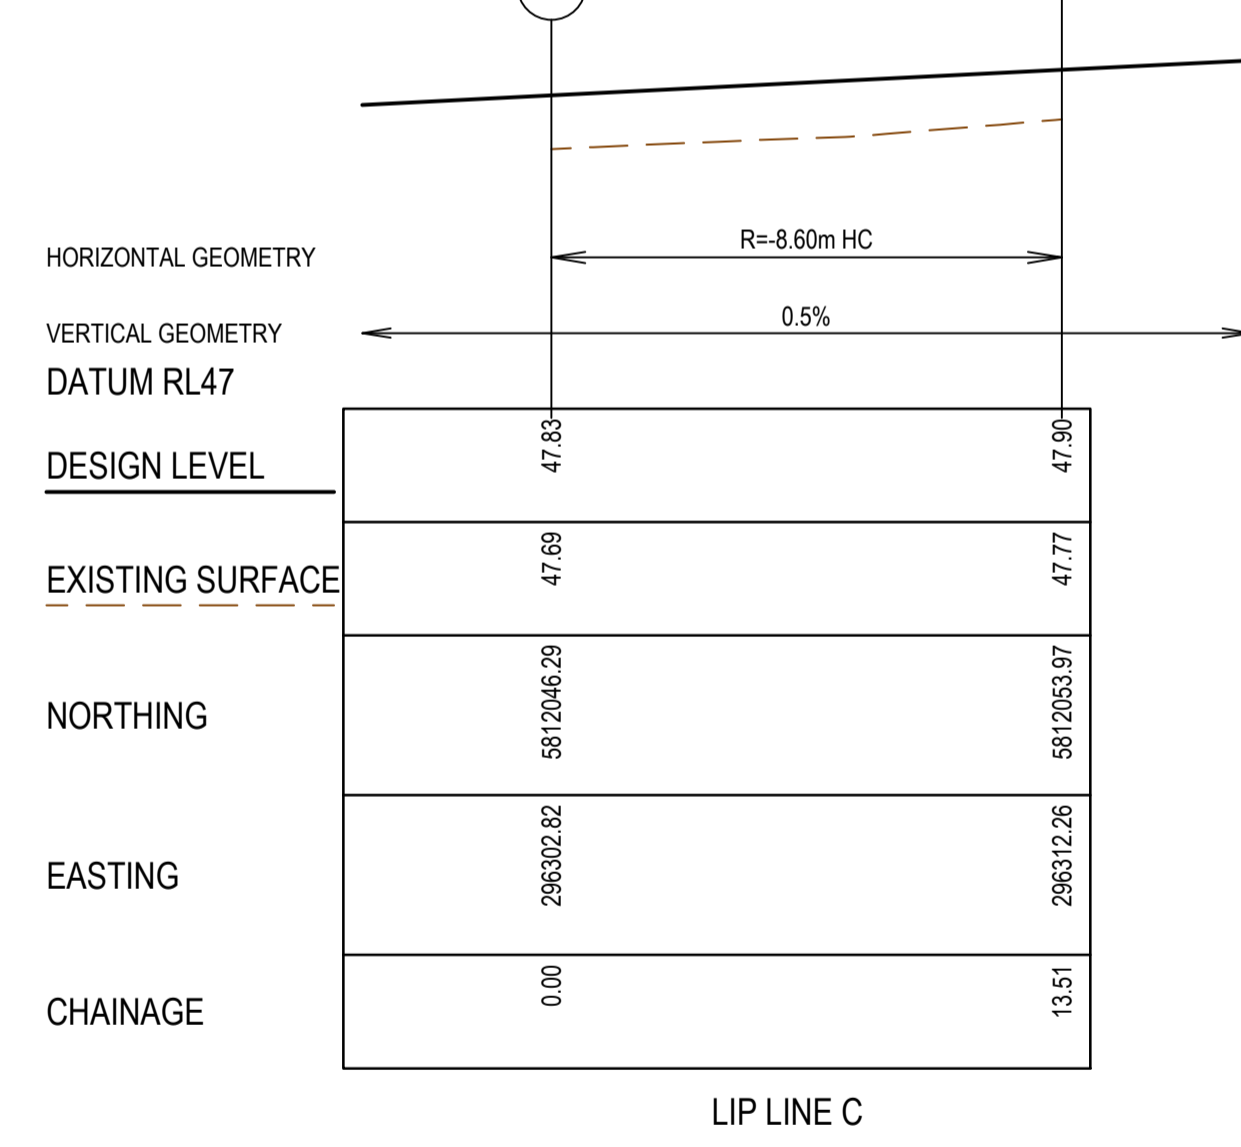 R=-8.60m HC
HORIZONTAL GEOMETRY
0.5%
VERTICAL GEOMETRY
DATUM RL47
DESIGN LEVEL 47.83 47.90
EXISTING SURFACE 47.69 47.77
NORTHING 5812046.29 5812053.97
EASTING 296302.82 296312.26
CHAINAGE 0.00 13.51
LIP LINE C